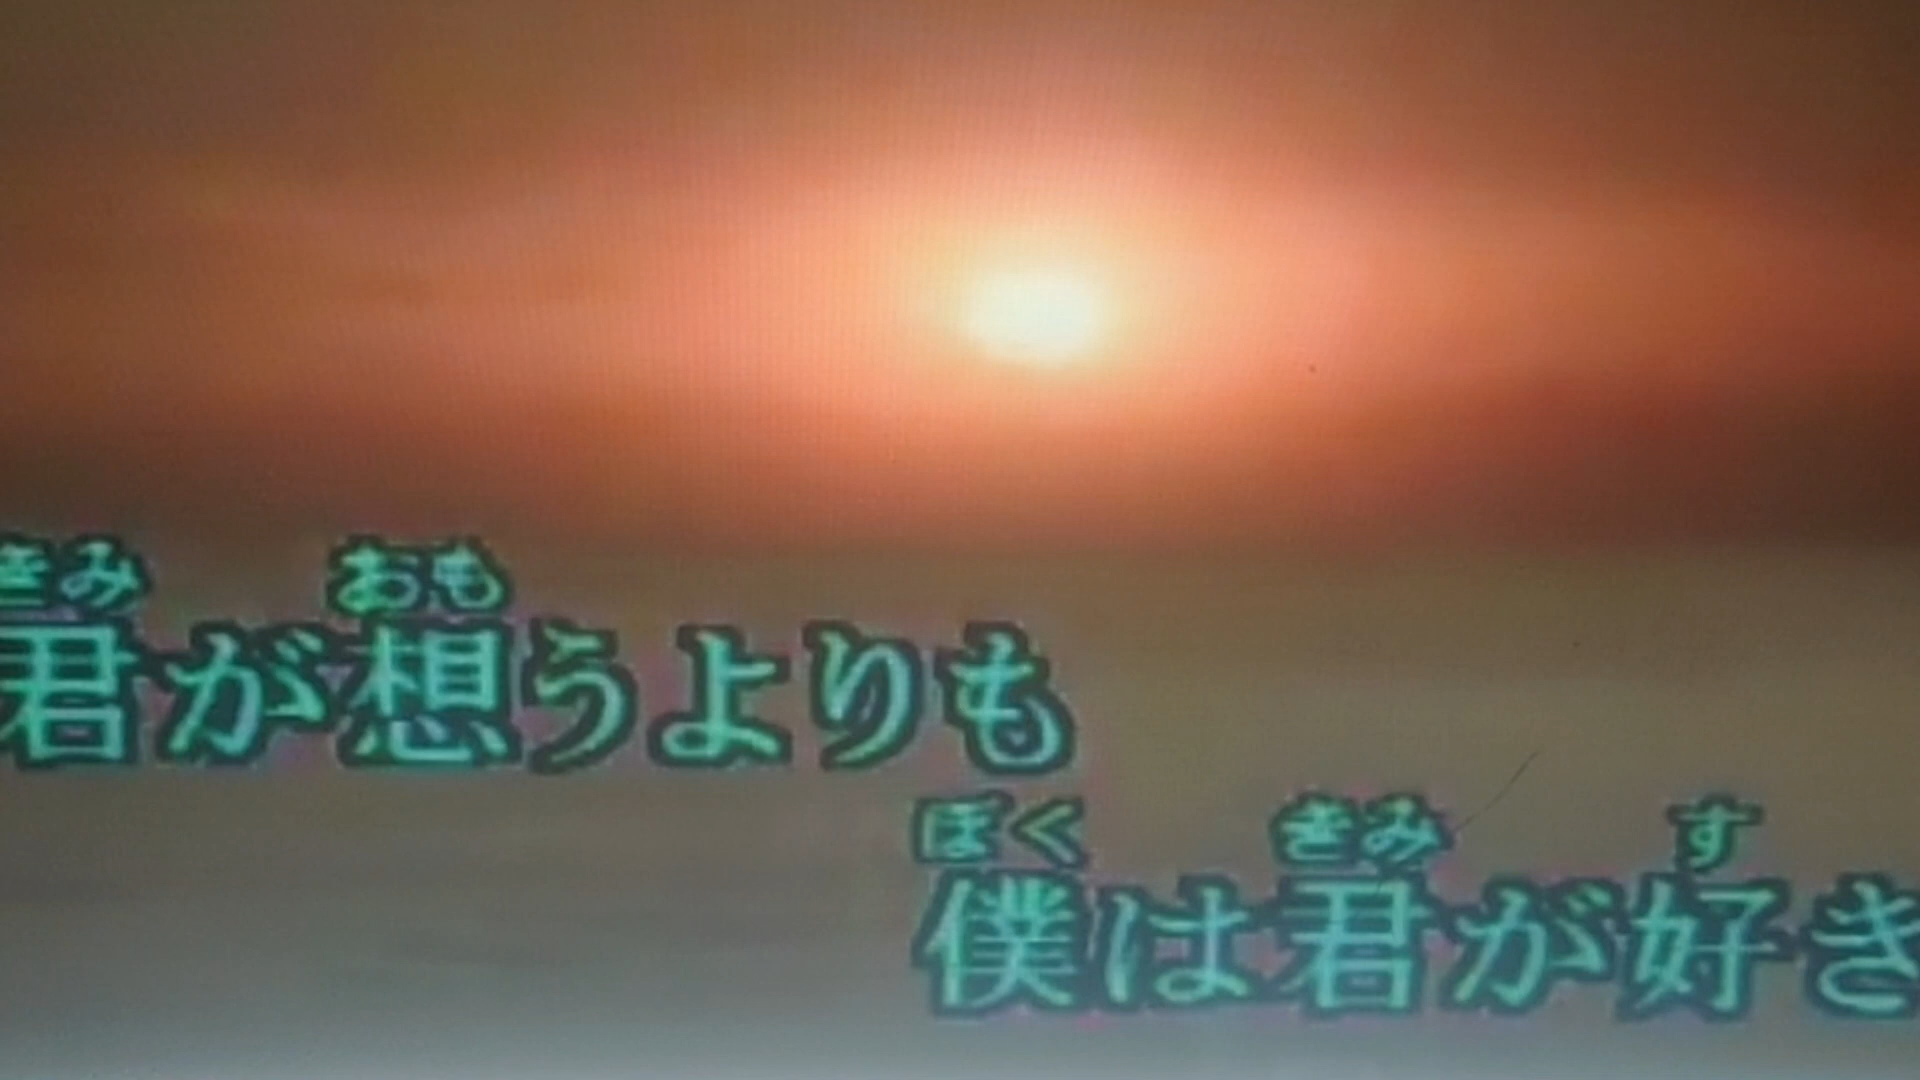 きみ おも
君が想うよりも
ぼく きみ す
僕は君が好き